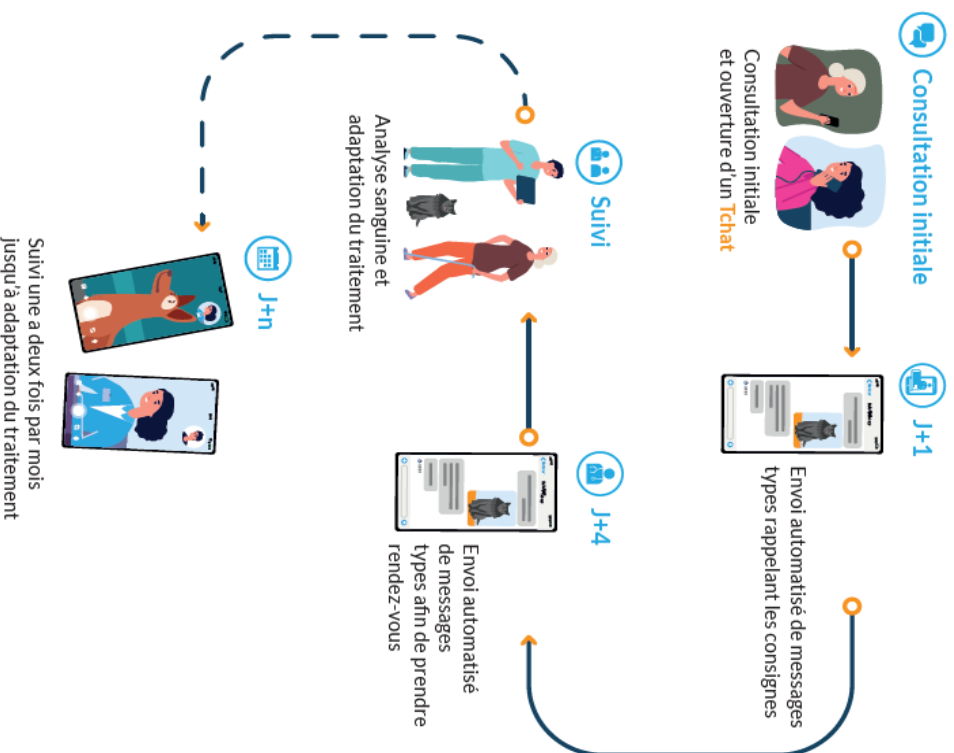 Consultation initiale
Consultation initiale
et ouverture d'un Tchat
J+1
Envoi automatisé de messages
types rappelant les consignes
J+4
Envoi automatisé
de messages
types afin de prendre
rendez-vous
Suivi
Analyse sanguine et
adaptation du traitement
J+n
Suivi une a deux fois par mois
jusqu'à adaptation du traitement